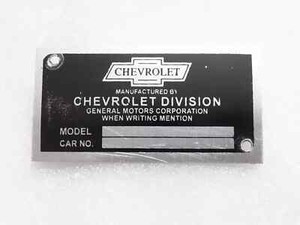 CHEVROLET
MANUFACTURED BY
CHEVROLET DIVISION
GENERAL MOTORS CORPORATION
WHEN WRITING MENTION
MODEL
CAR NO.